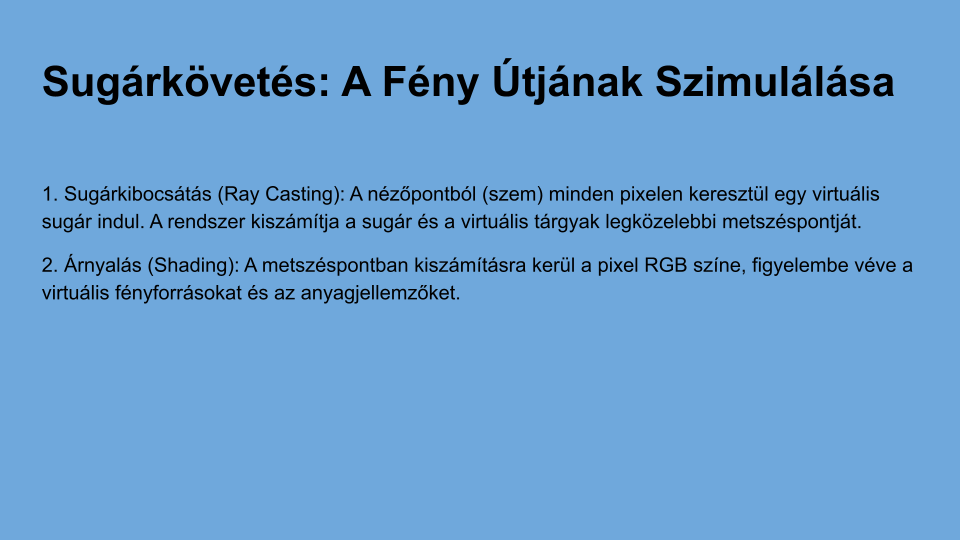 Sugárkövetés: A Fény Útjának Szimulálása
1. Sugárkibocsátás (Ray Casting): A nézőpontból (szem) minden pixelen keresztül egy virtuális
sugár indul. A rendszer kiszámítja a sugár és a virtuális tárgyak legközelebbi metszéspontját.
2. Árnyalás (Shading): A metszéspontban kiszámításra kerül a pixel RGB színe, figyelembe véve a
virtuális fényforrásokat és az anyagjellemzőket.